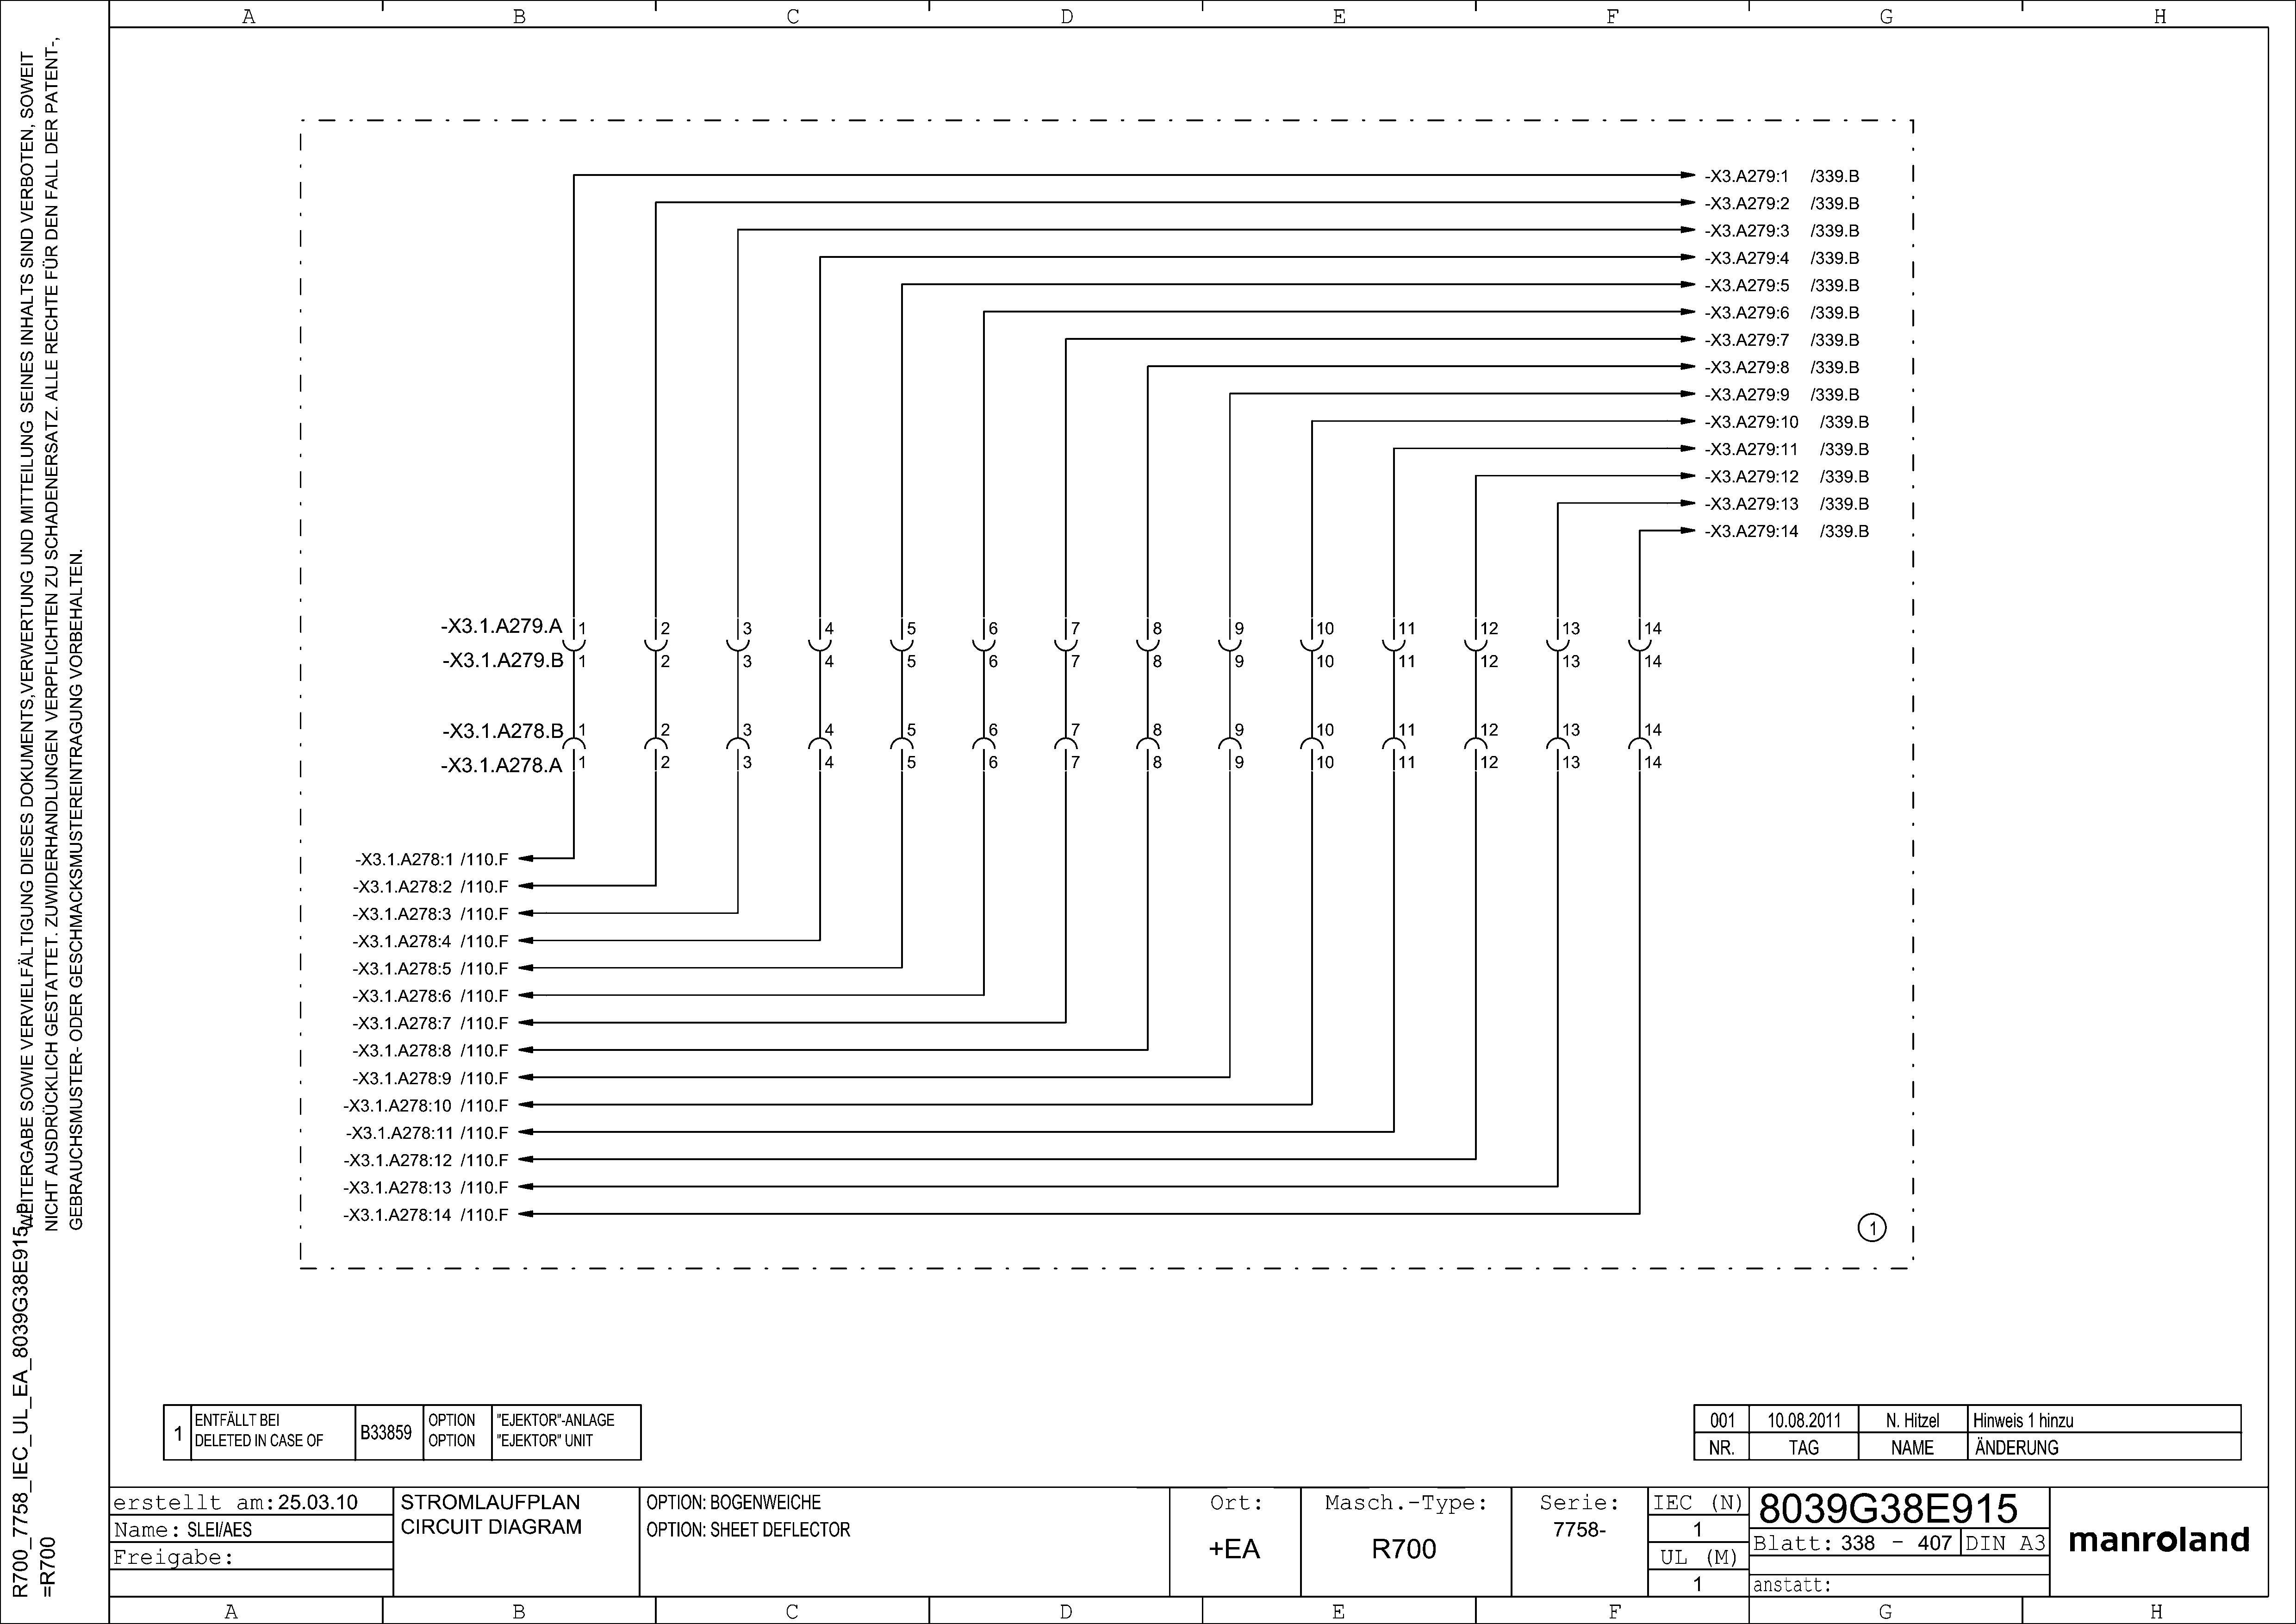 A B C D E F G H
WEITERGABE SOWIE VERVIELFÄLTIGUNG DIESES DOKUMENTS,VERWERTUNG UND MITTEILUNG SEINES INHALTS SIND VERBOTEN, SOWEIT
NICHT AUSDRÜCKLICH GESTATTET. ZUWIDERHANDLUNGEN VERPFLICHTEN ZU SCHADENERSATZ. ALLE RECHTE FÜR DEN FALL DER PATENT-,
GEBRAUCHSMUSTER- ODER GESCHMACKSMUSTEREINTRAGUNG VORBEHALTEN.
-X3.A279:1 /339.B
-X3.A279:2 /339.B
-X3.A279:3 /339.B
-X3.A279:4 /339.B
-X3.A279:5 /339.B
-X3.A279:6 /339.B
-X3.A279:7 /339.B
-X3.A279:8 /339.B
-X3.A279:9 /339.B
-X3.A279:10 /339.B
-X3.A279:11 /339.B
-X3.A279:12 /339.B
-X3.A279:13 /339.B
-X3.A279:14 /339.B
-X3.1.A279.A 1 2 3 4 5 6 7 8 9 10 11 12 13 14
-X3.1.A279.B 1 2 3 4 5 6 7 8 9 10 11 12 13 14
-X3.1.A278.B 1 2 3 4 5 6 7 8 9 10 11 12 13 14
-X3.1.A278.A 1 2 3 4 5 6 7 8 9 10 11 12 13 14
-X3.1.A278:1 /110.F
-X3.1.A278:2 /110.F
-X3.1.A278:3 /110.F
-X3.1.A278:4 /110.F
-X3.1.A278:5 /110.F
-X3.1.A278:6 /110.F
-X3.1.A278:7 /110.F
-X3.1.A278:8 /110.F
-X3.1.A278:9 /110.F
-X3.1.A278:10 /110.F
-X3.1.A278:11 /110.F
-X3.1.A278:12 /110.F
-X3.1.A278:13 /110.F
-X3.1.A278:14 /110.F
1
1 ENTFÄLLT BEI B33859 OPTION "EJEKTOR"-ANLAGE
DELETED IN CASE OF OPTION "EJEKTOR" UNIT
001 10.08.2011 N. Hitzel Hinweis 1 hinzu
NR. TAG NAME ÄNDERUNG
R700_7758_IEC_UL_EA_8039G38E915
=R700
erstellt am: 25.03.10
Name: SLEI/AES
Freigabe:
STROMLAUFPLAN
CIRCUIT DIAGRAM
OPTION: BOGENWEICHE
OPTION: SHEET DEFLECTOR
Ort:
+EA
Masch.-Type:
R700
Serie:
7758-
IEC (N)
1
UL (M)
1
8039G38E915
Blatt: 338 - 407 DIN A3
anstatt:
manroland
A B C D E F G H